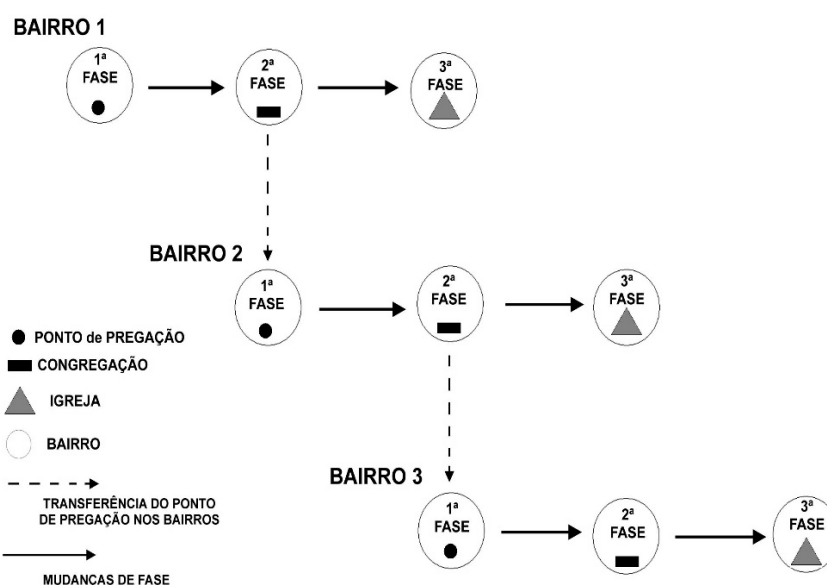 BAIRRO 1
1ª
FASE
2ª
FASE
3ª
FASE
BAIRRO 2
1ª
FASE
2ª
FASE
3ª
FASE
PONTO de PREGAÇÃO
CONGREGAÇÃO
IGREJA
BAIRRO
TRANSFERÊNCIA DO PONTO
DE PREGAÇÃO NOS BAIRROS
MUDANCAS DE FASE
BAIRRO 3
1ª
FASE
2ª
FASE
3ª
FASE